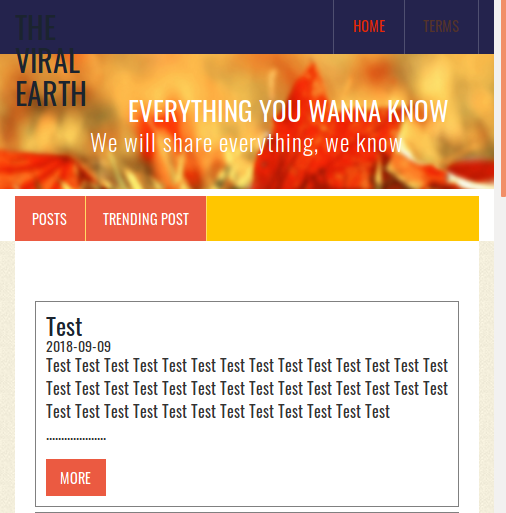 THE
VIRAL
EARTH
HOME
TERMS
EVERYTHING YOU WANNA KNOW
We will share everything, we know
POSTS
TRENDING POST
Test
2018-09-09
Test Test Test Test Test Test Test Test Test Test Test Test Test Test
Test Test Test Test Test Test Test Test Test Test Test Test Test Test
Test Test Test Test Test Test Test Test Test Test Test Test
....................
MORE